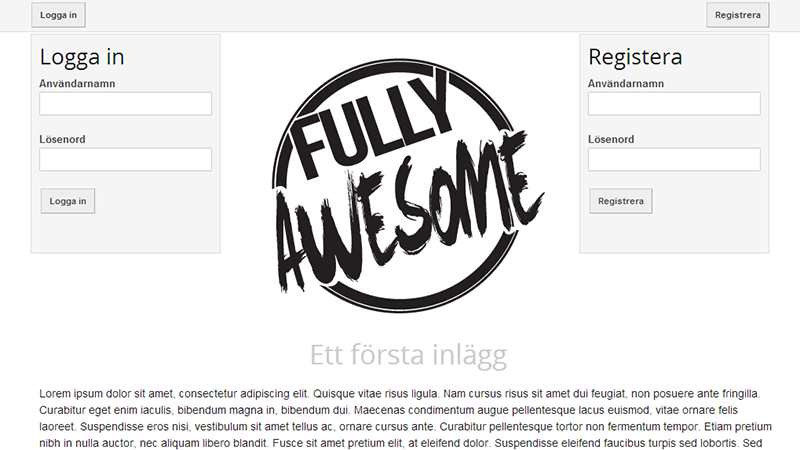 Logga in
Registrera
Logga in
Användarnamn
Lösenord
Logga in
FULLY
AWESOME
Registera
Användarnamn
Lösenord
Registrera
Ett första inlägg
Lorem ipsum dolor sit amet, consectetur adipiscing elit. Quisque vitae risus ligula. Nam cursus risus sit amet dui feugiat, non posuere ante fringilla.
Curabitur eget enim iaculis, bibendum magna in, bibendum dui. Maecenas condimentum augue pellentesque lacus euismod, vitae ornare felis
laoreet. Suspendisse eros nisi, vestibulum sit amet tellus ac, ornare cursus ante. Curabitur pellentesque tortor non fermentum tempor. Etiam pretium
nibh in nulla auctor, nec aliquam libero blandit. Fusce sit amet pretium elit, at eleifend dolor. Suspendisse eleifend faucibus turpis sed lobortis. Sed